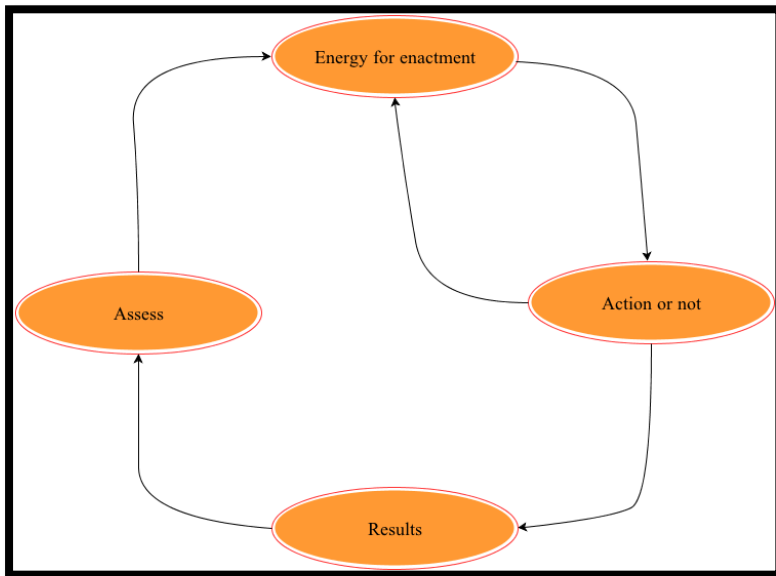 Energy for enactment
Action or not
Assess
Results